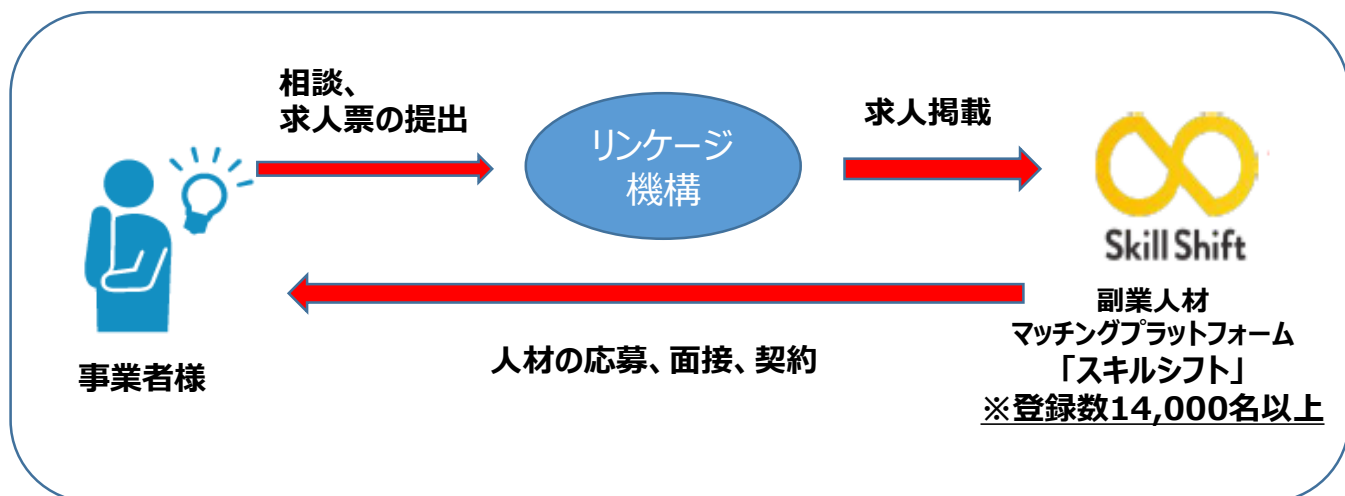 相談、
求人票の提出
リンケージ
機構
求人掲載
Skill Shift
副業人材
マッチングプラットフォーム
「スキルシフト」
※登録数14,000名以上
人材の応募、面接、契約
事業者様